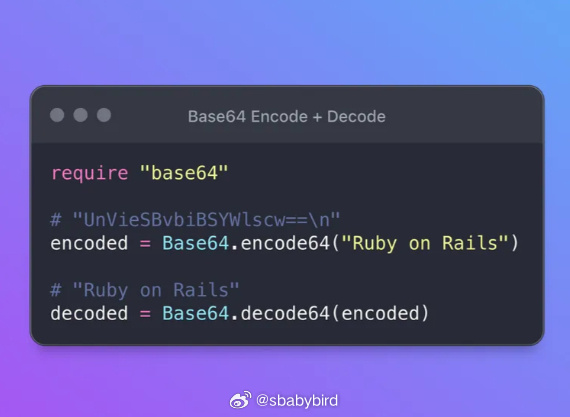 Base64 Encode + Decode
require "base64"
# "UnVieSBvbiBSYWlscw==\n"
encoded = Base64.encode64("Ruby on Rails")
# "Ruby on Rails"
decoded = Base64.decode64(encoded)
@sbabybird